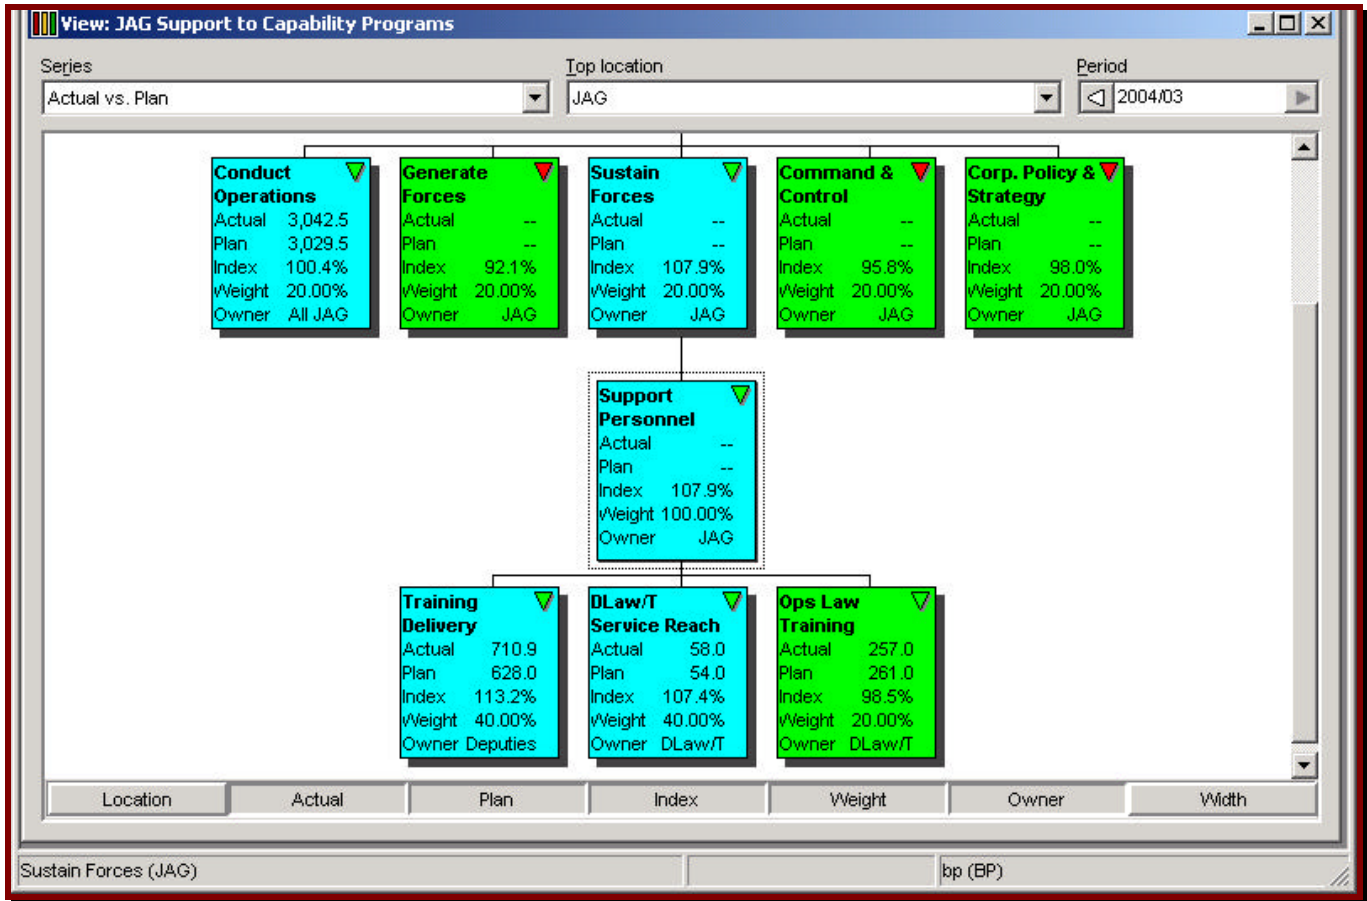 View: JAG Support to Capability Programs
Series Top location Period
Actual vs. Plan JAG 2004/03
Conduct Operations
Actual 3,042.5
Plan 3,029.5
Index 100.4%
Weight 20.00%
Owner All JAG
Generate Forces
Actual --
Plan --
Index 92.1%
Weight 20.00%
Owner JAG
Sustain Forces
Actual --
Plan --
Index 107.9%
Weight 20.00%
Owner JAG
Command & Control
Actual --
Plan --
Index 95.8%
Weight 20.00%
Owner JAG
Corp. Policy & Strategy
Actual --
Plan --
Index 98.0%
Weight 20.00%
Owner JAG
Support Personnel
Actual --
Plan --
Index 107.9%
Weight 100.00%
Owner JAG
Training Delivery
Actual 710.9
Plan 628.0
Index 113.2%
Weight 40.00%
Owner Deputies
DLaw/T Service Reach
Actual 58.0
Plan 54.0
Index 107.4%
Weight 40.00%
Owner DLaw/T
Ops Law Training
Actual 257.0
Plan 261.0
Index 98.5%
Weight 20.00%
Owner DLaw/T
Location Actual Plan Index Weight Owner Width
Sustain Forces (JAG) bp (BP)